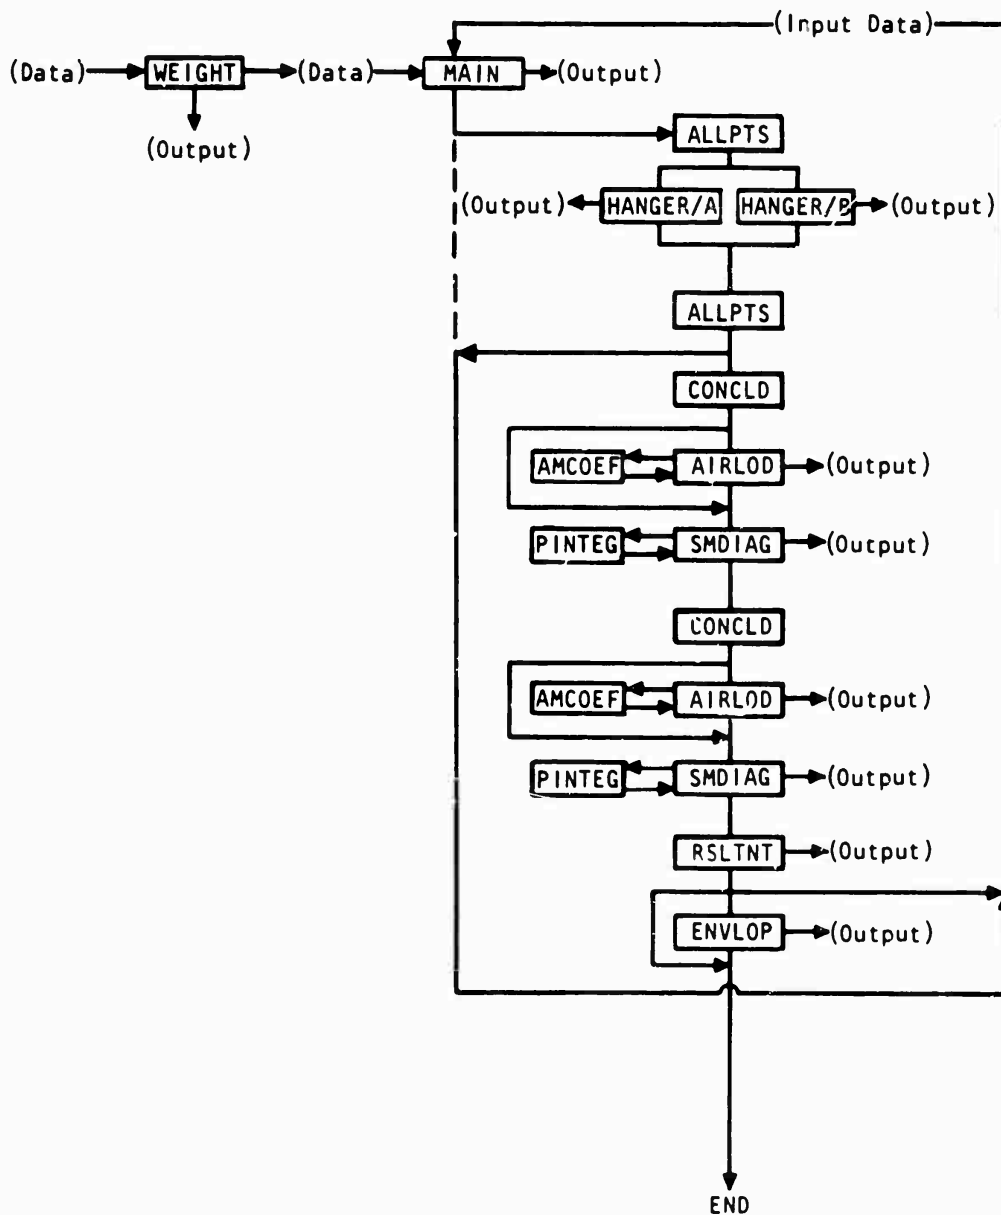 (Input Data)
(Data) WEIGHT (Data) MAIN (Output)
(Output)
ALLPTS
(Output) HANGER/A HANGER/B (Output)
ALLPTS
CONCLD
AMCOEF AIRLOD (Output)
PINTEG SMDIAG (Output)
CONCLD
AMCOEF AIRLOD (Output)
PINTEG SMDIAG (Output)
RSLTNT (Output)
ENVLOP (Output)
END